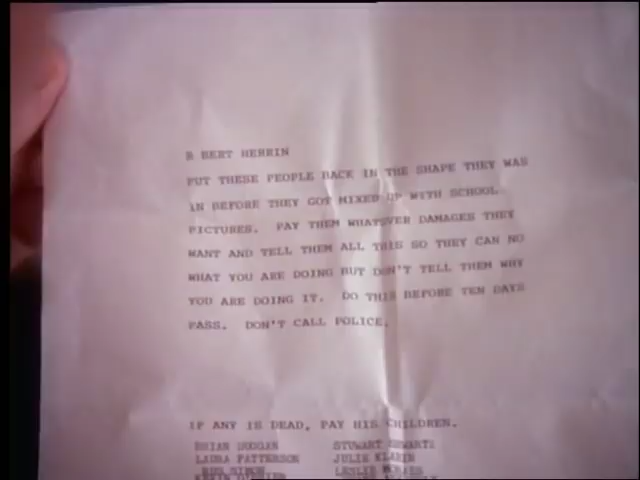 R BERT HERRIN
PUT THESE PEOPLE BACK IN THE SHAPE THEY WAS
IN BEFORE THEY GOT MIXED UP WITH SCHOOL
PICTURES. PAY THEM WHATEVER DAMAGES THEY
WANT AND TELL THEM ALL THIS SO THEY CAN NO
WHAT YOU ARE DOING BUT DON'T TELL THEM WHY
YOU ARE DOING IT. DO THIS BEFORE TEN DAYS
PASS. DON'T CALL POLICE.
IF ANY IS DEAD, PAY HIS CHILDREN.
BRIAN DUGGAN STUWART
LAURA PATTERSON JULIE
LESLIE